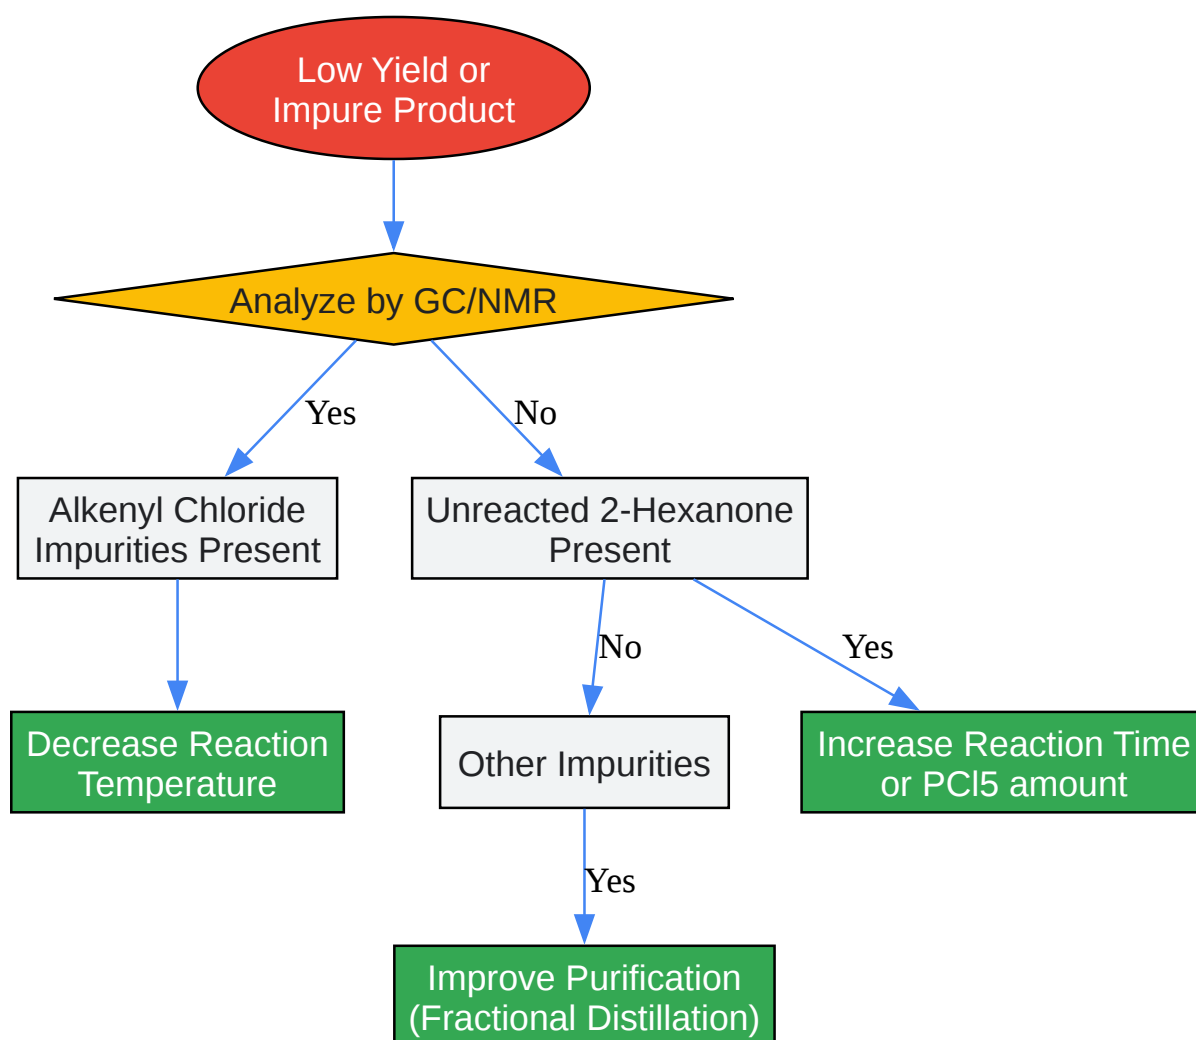 Low Yield or
Impure Product
Analyze by GC/NMR
Yes
No
Alkenyl Chloride
Impurities Present
Unreacted 2-Hexanone
Present
No
Yes
Decrease Reaction
Temperature
Other Impurities
Increase Reaction Time
or PCl5 amount
Yes
Improve Purification
(Fractional Distillation)